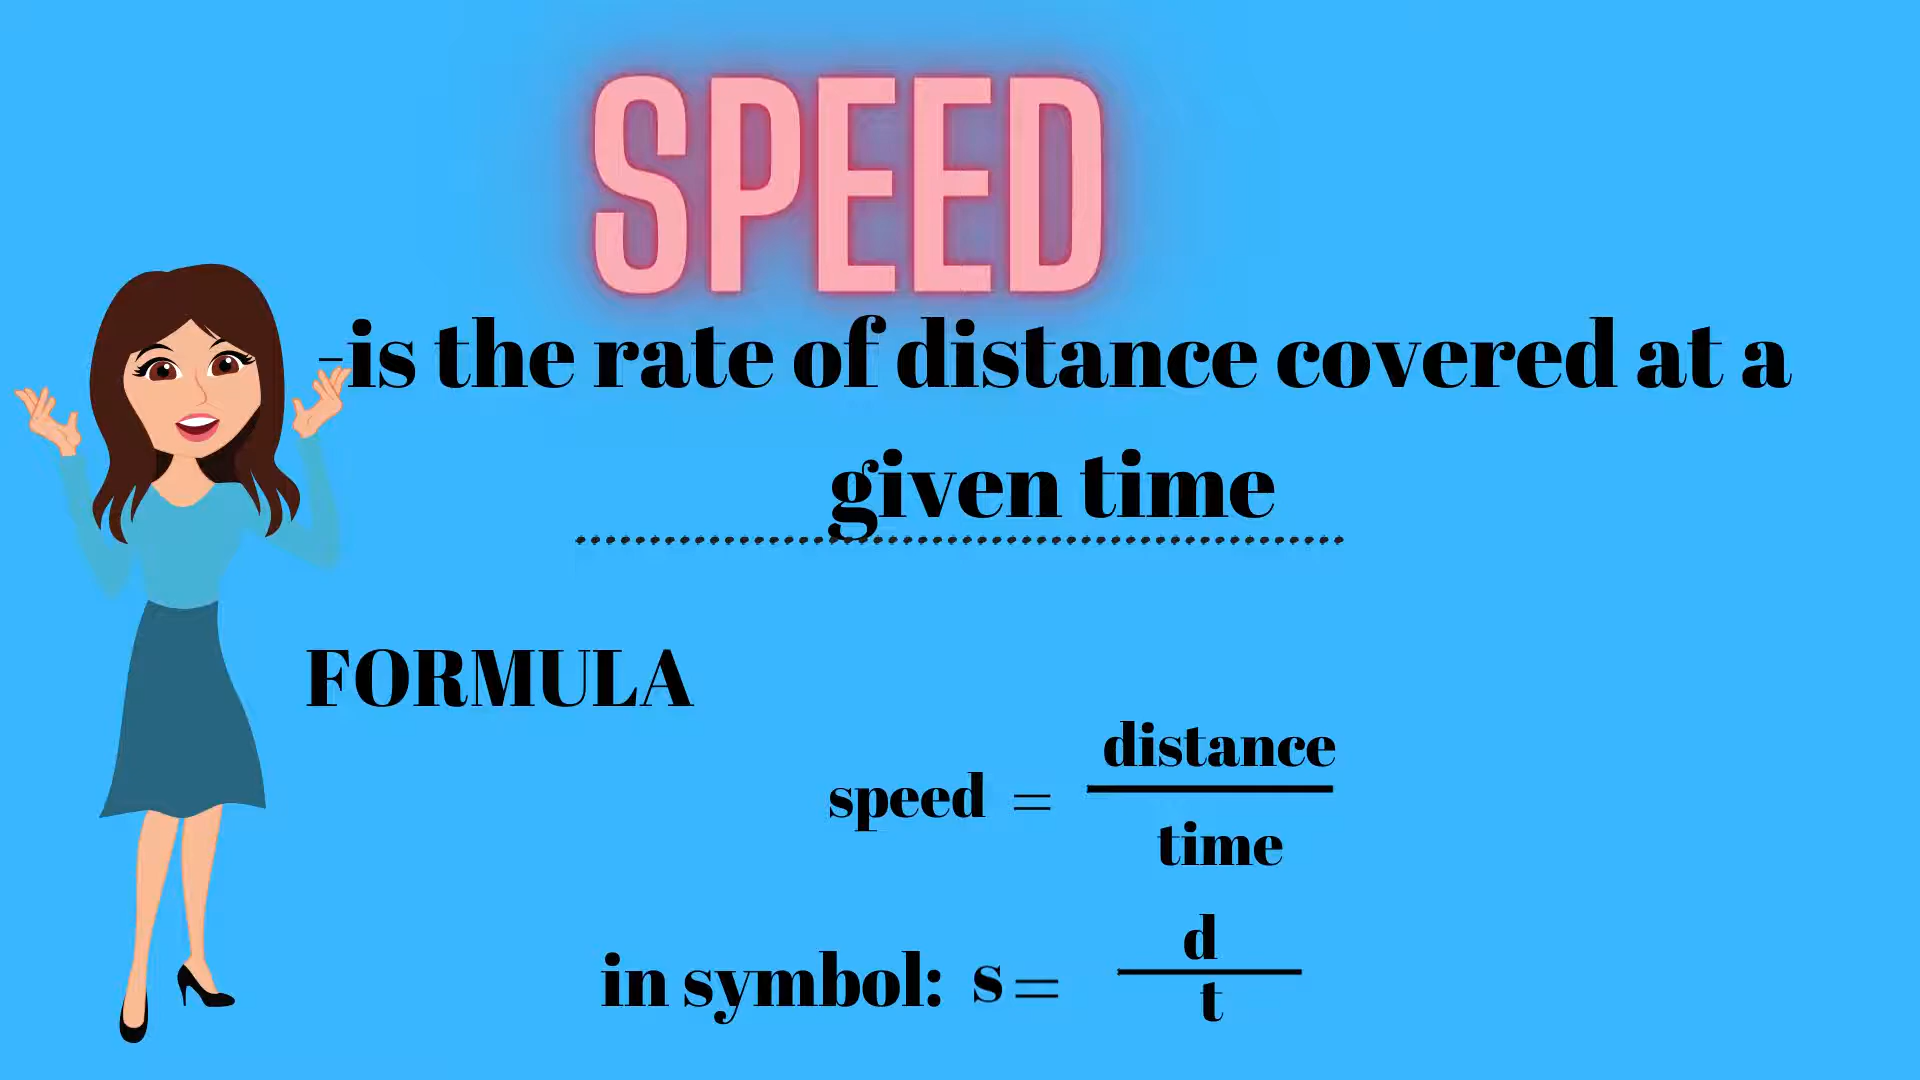 SPEED
-is the rate of distance covered at a
given time
FORMULA
speed = distance
time
in symbol: s = d
t